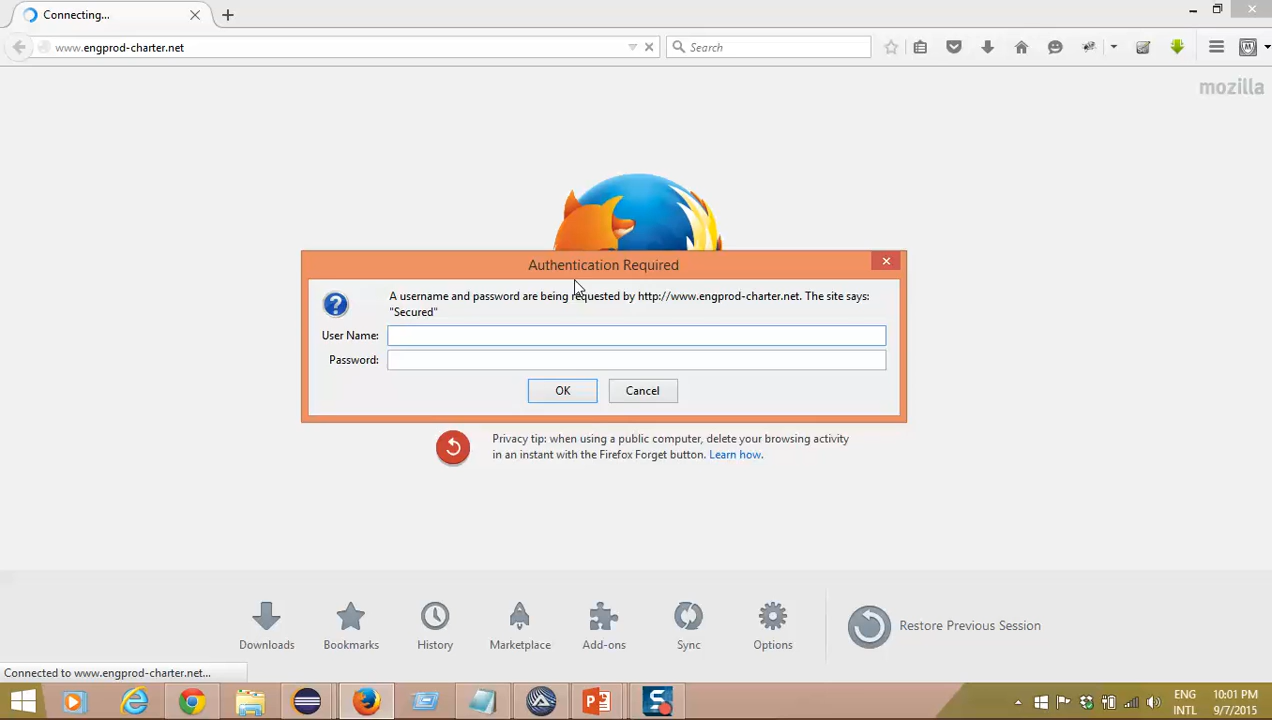 Connecting...
www.engprod-charter.net
Search
mozilla
Authentication Required
A username and password are being requested by http://www.engprod-charter.net. The site says:
"Secured"
User Name:
Password:
OK
Cancel
Privacy tip: when using a public computer, delete your browsing activity
in an instant with the Firefox Forget button. Learn how.
Downloads
Bookmarks
History
Marketplace
Add-ons
Sync
Options
Restore Previous Session
Connected to www.engprod-charter.net...
ENG
INTL
10:01 PM
9/7/2015